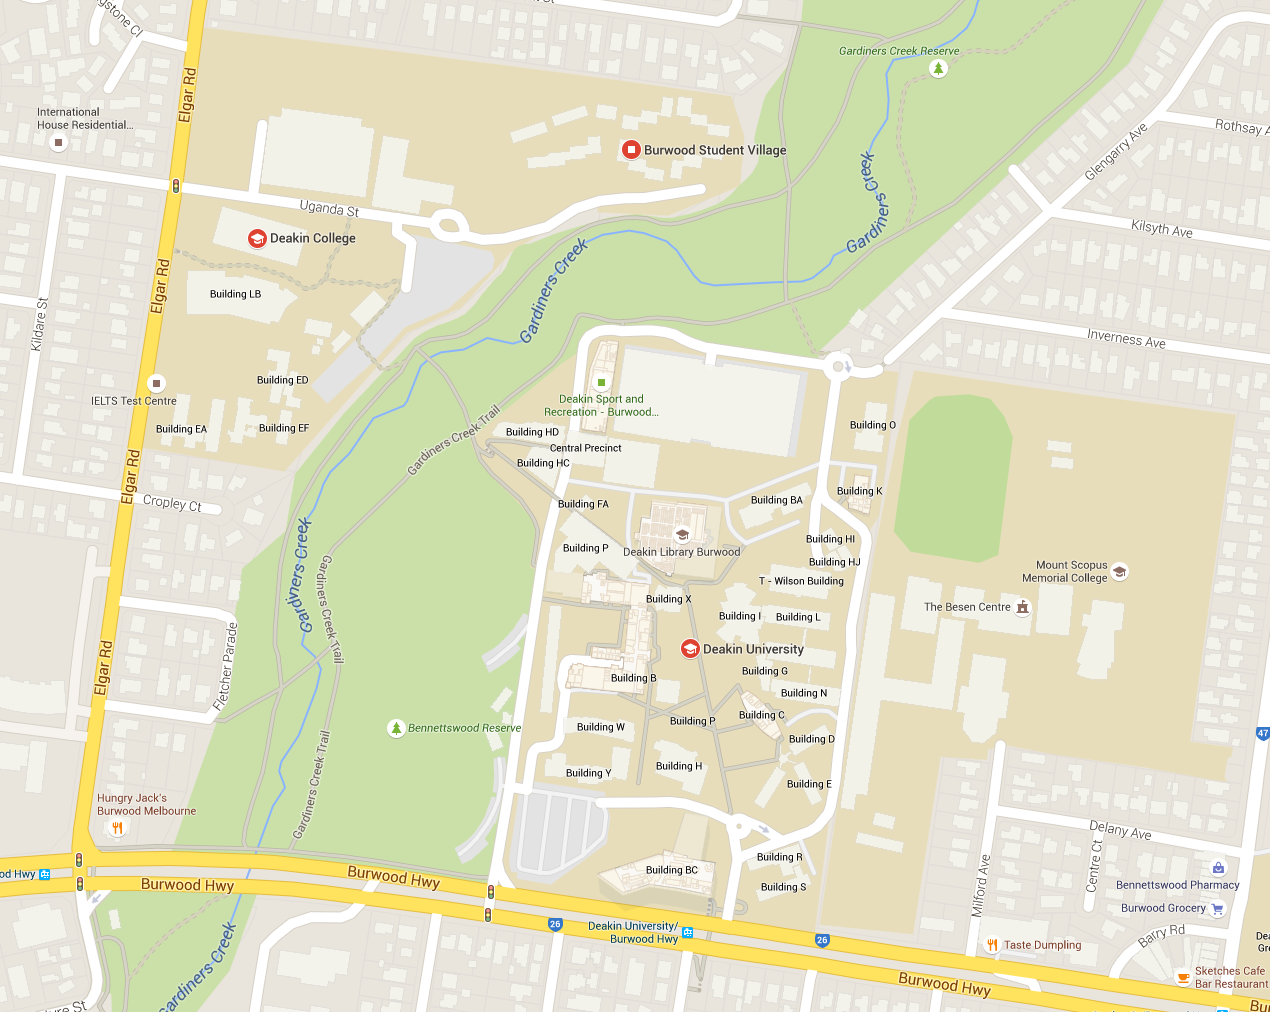 Elgar Rd
Gardiners Creek Reserve
International
House Residential...
Rothsay
Glengarry Ave
Burwood Student Village
Gardiners Creek
Gardiners Creek
Uganda St
Kilsyth Ave
Deakin College
Elgar Rd
Gardiners Creek
Building LB
Kildare St
Inverness Ave
Building ED
IELTS Test Centre
Deakin Sport and
Recreation - Burwood...
Building EA
Building EF
Gardiners Creek Trail
Building HD
Central Precinct
Building HC
Building O
Elgar Rd
Cropley Ct
Building FA
Building BA
Building K
Gardiners Creek
Building P
Deakin Library Burwood
Building HI
Building HJ
Mount Scopus
Memorial College
T - Wilson Building
Gardiners Creek Trail
Building X
The Besen Centre
Building I
Building L
Elgar Rd
Fletcher Parade
Deakin University
Building G
Building B
Building N
Bennettswood Reserve
Building W
Building P
Building C
Building D
47
Gardiners Creek Trail
Building Y
Building H
Building E
Hungry Jack's
Burwood Melbourne
Delany Ave
Centre Ct
Building R
Burwood Hwy
Burwood Hwy
Building BC
Building S
Milford Ave
Bennettswood Pharmacy
Burwood Grocery
26
Deakin University/
Burwood Hwy
26
Barry Rd
Taste Dumpling
Gardiners Creek
Burwood Hwy
Sketches Cafe
Bar Restaurant